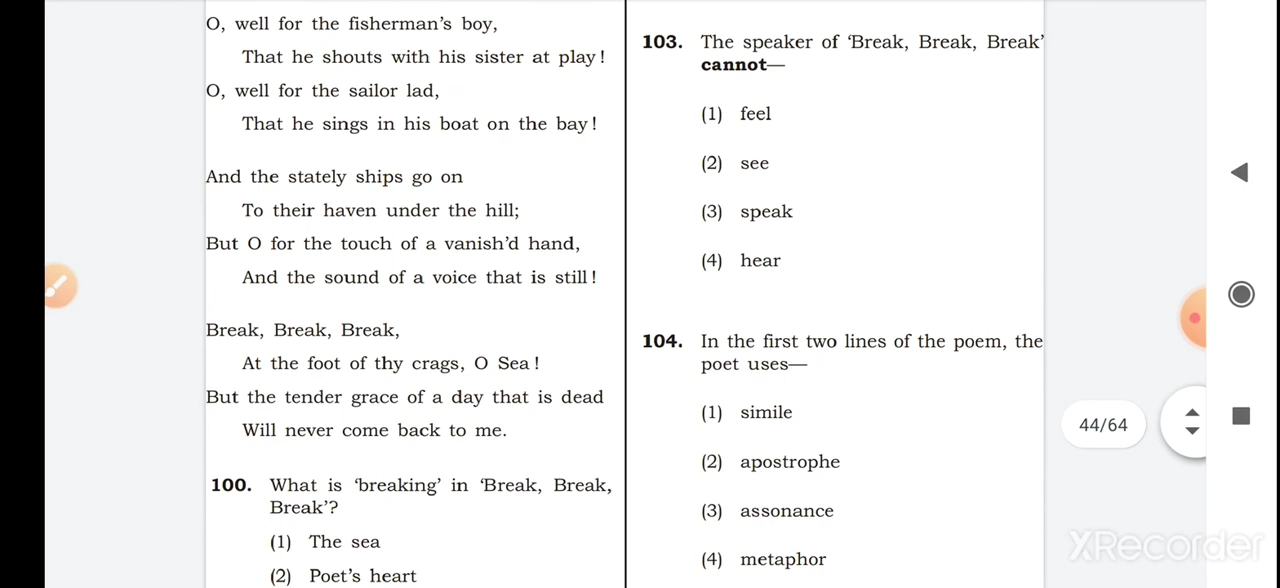 O, well for the fisherman's boy,
That he shouts with his sister at play!
O, well for the sailor lad,
That he sings in his boat on the bay!
And the stately ships go on
To their haven under the hill;
But O for the touch of a vanish'd hand,
And the sound of a voice that is still!
Break, Break, Break,
At the foot of thy crags, O Sea!
But the tender grace of a day that is dead
Will never come back to me.
100. What is 'breaking' in 'Break, Break,
Break'?
(1) The sea
(2) Poet's heart
103. The speaker of 'Break, Break, Break'
cannot—
(1) feel
(2) see
(3) speak
(4) hear
104. In the first two lines of the poem, the
poet uses—
(1) simile
(2) apostrophe
(3) assonance
(4) metaphor
44/64
XRecorder